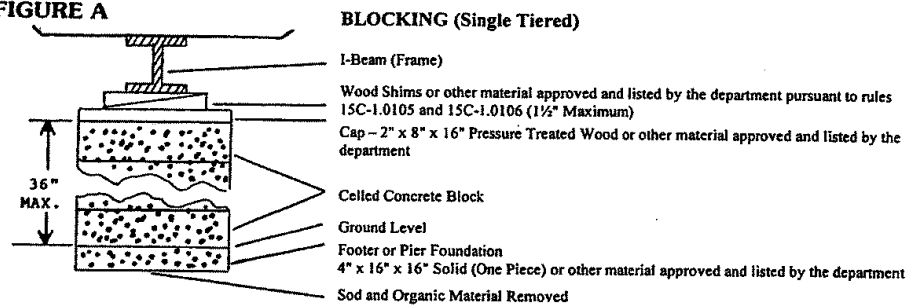 FIGURE A
BLOCKING (Single Tiered)
I-Beam (Frame)
Wood Shims or other material approved and listed by the department pursuant to rules
15C-1.0105 and 15C-1.0106 (1½" Maximum)
Cap – 2" x 8" x 16" Pressure Treated Wood or other material approved and listed by the
department
36"
MAX.
Celled Concrete Block
Ground Level
Footer or Pier Foundation
4" x 16" x 16" Solid (One Piece) or other material approved and listed by the department
Sod and Organic Material Removed